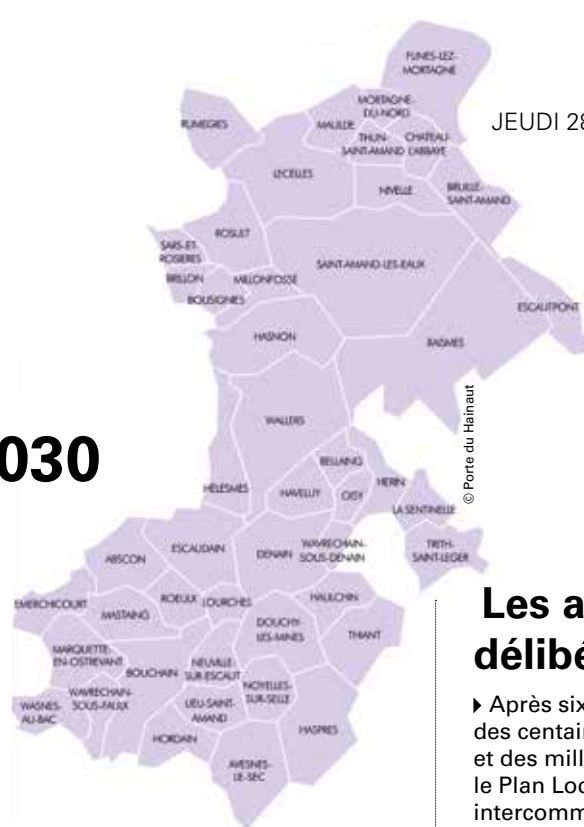 FLINES-LEZ-
MORTAGNE
JEUDI 28
MORTAGNE-
DU-NORD
RUMEGIES
MAULDE
THUN-
SAINT-AMAND
CHATEAU-
L'ABBAYE
LECELLES
NIVELLE
BRUILLE-
SAINT-AMAND
ROSULT
SARS-ET-
ROSIERES
SAINT-AMAND-LES-EAUX
BRILLON
MILLONFOSSE
BOUSIGNIES
ESCAUTPONT
HASNON
RAISMES
© Porte du Hainaut
WALLERS
030
BELLAING
HELESMES
HAVELUY
OISY
HERIN
LA SENTINELLE
ABSCON
ESCAUDAIN
DENAIN
WAVRECHAIN-
SOUS-DENAIN
TRITH-
SAINT-LEGER
EMERCHICOURT
MASTAING
ROEULX
LOURCHES
HAULCHIN
DOUCHY-
LES-MINES
THIANT
Les a
délibé
MARQUETTE-
EN-OSTREVANT
BOUCHAIN
NEUVILLE-
SUR-ESCAUT
NOYELLES-
SUR-SELLE
WASNES-
AU-BAC
WAVRECHAIN-
SOUS-FAULX
LIEU-SAINT-
AMAND
HORDAIN
HASPRES
AVESNES-
LE-SEC
Après six
des centain
et des mill
le Plan Loc
intercomm